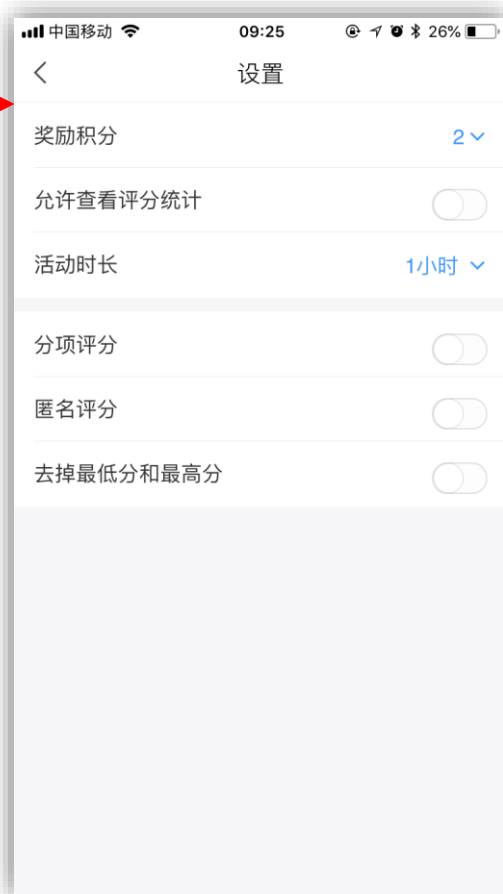 中国移动 09:25 26%
设置
奖励积分 2
允许查看评分统计
活动时长 1小时
分项评分
匿名评分
去掉最低分和最高分